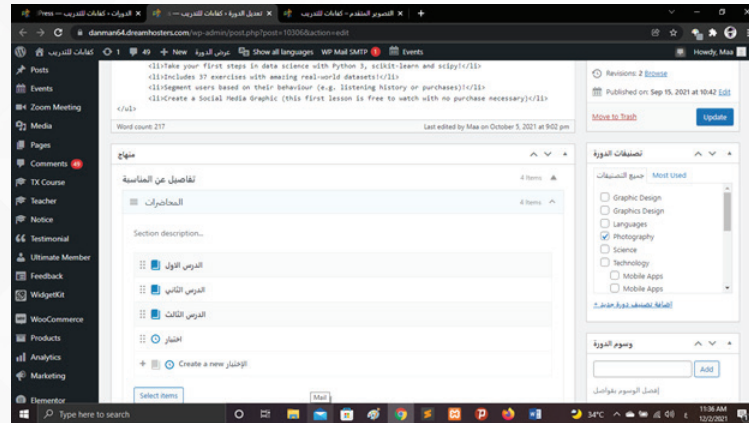 الدورات - كفاءات للتدريب
تعديل الدورة ‹ كفاءات للتدريب —
التصوير المتقدم - كفاءات للتدريب
danman64.dreamhosters.com/wp-admin/post.php?post=10306&action=edit
كفاءات للتدريب 1 49 + New عرض الدورة Show all languages WP Mail SMTP 1 Events Howdy, Maa
Posts
Events
Zoom Meeting
Media
Pages
Comments 49
TX Course
Teacher
Notice
Testimonial
Ultimate Member
Feedback
WidgetKit
WooCommerce
Products
Analytics
Marketing
Elementor
<li>Take your first steps in data science with Python 3, scikit-learn and scipy!</li>
<li>Includes 37 exercises with amazing real-world datasets!</li>
<li>Segment users based on their behaviour (e.g. listening history or purchases)!</li>
<li>Create a Social Media Graphic (this first lesson is free to watch with no purchase necessary)</li>
</ul>
Word count: 217 Last edited by Maa on October 5, 2021 at 9:02 pm
منهاج
تفاصيل عن المناسبة 4 Items
المحاضرات 4 Items
Section description...
الدرس الاول
الدرس الثاني
الدرس الثالث
اختبار
Create a new الإختبار
Select items
Revisions: 2 Browse
Published on: Sep 15, 2021 at 10:42 Edit
Move to Trash Update
تصنيفات الدورة
جميع التصنيفات Most Used
Graphic Design
Graphics Design
Languages
Photography
Science
Technology
Mobile Apps
Mobile Apps
+ إضافة تصنيف دورة جديد
وسوم الدورة
Add
إفصل الوسوم بفواصل
Mail
Type here to search
34°C
11:36 AM
12/2/2021